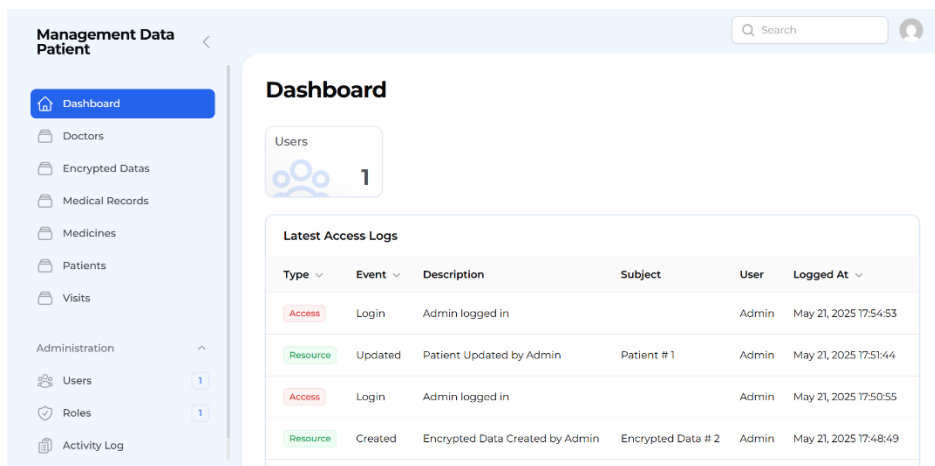 Management Data
Patient
Search
Dashboard
Doctors
Encrypted Datas
Medical Records
Medicines
Patients
Visits
Administration
Users 1
Roles 1
Activity Log
Dashboard
Users
1
Latest Access Logs
Type Event Description Subject User Logged At
Access Login Admin logged in Admin May 21, 2025 17:54:53
Resource Updated Patient Updated by Admin Patient # 1 Admin May 21, 2025 17:51:44
Access Login Admin logged in Admin May 21, 2025 17:50:55
Resource Created Encrypted Data Created by Admin Encrypted Data # 2 Admin May 21, 2025 17:48:49